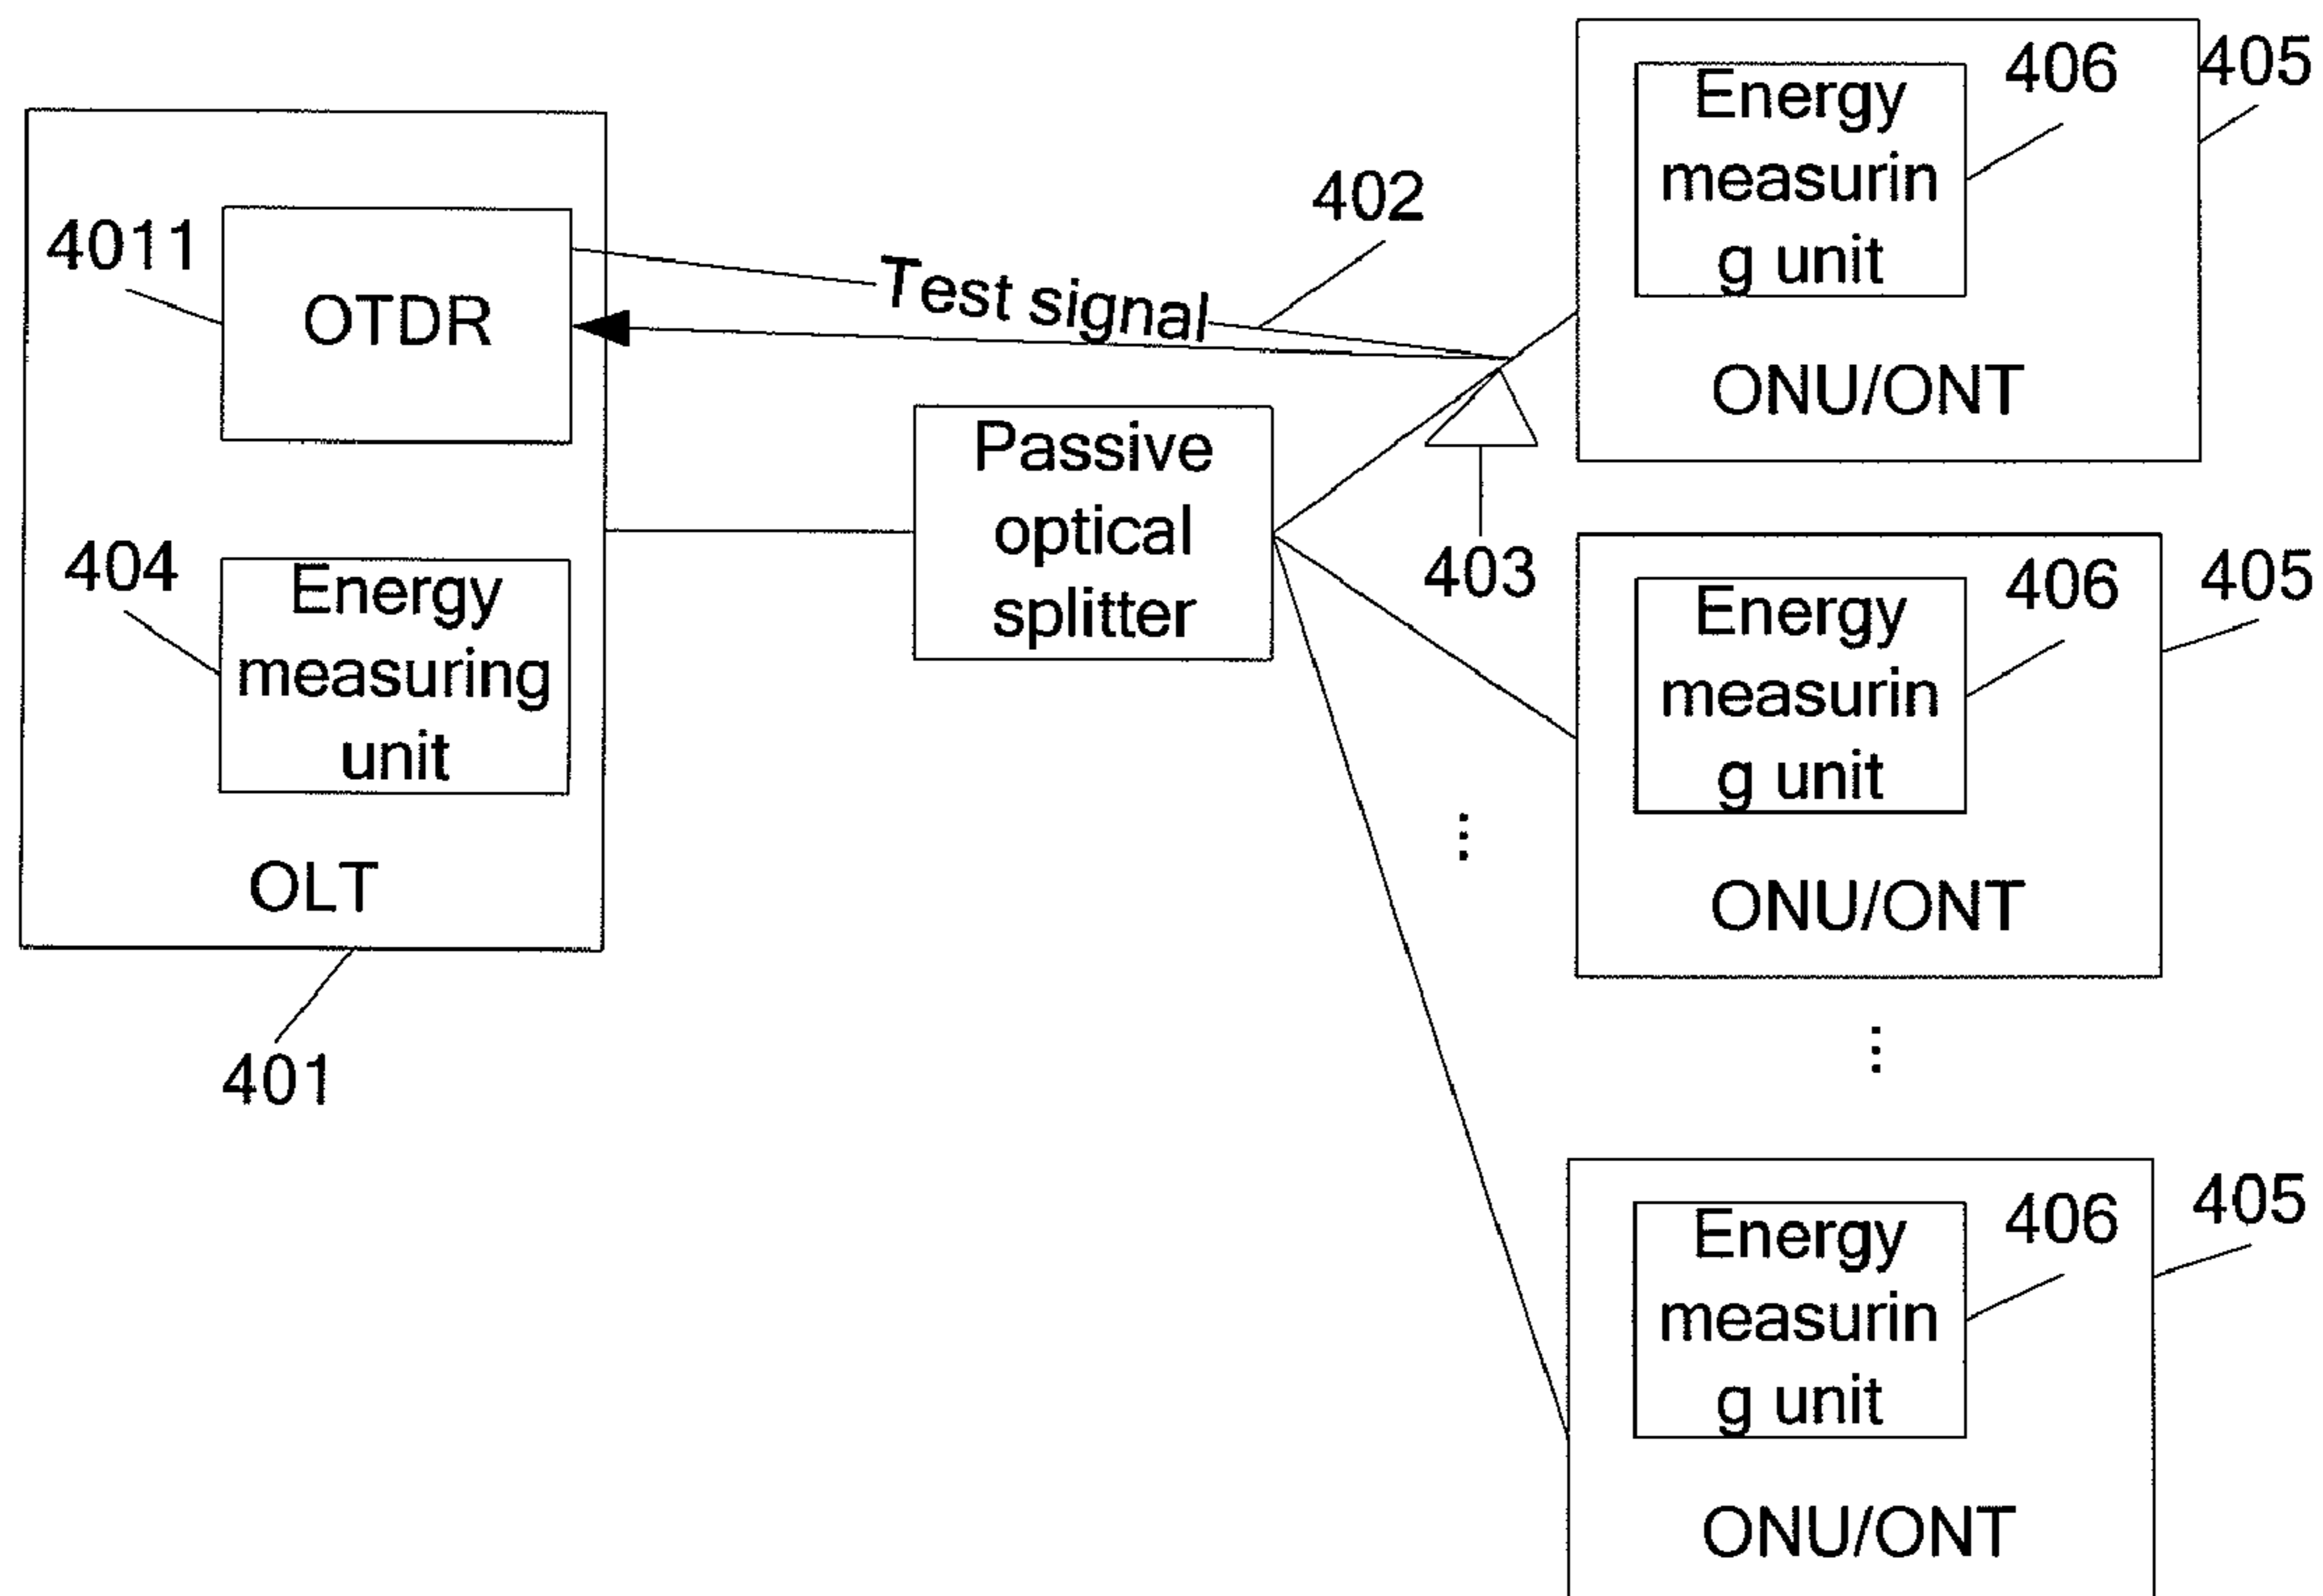 4011
OTDR
404
Energy
measuring
unit
OLT
401
Test signal
402
Passive
optical
splitter
403
Energy
measurin
g unit
406
405
ONU/ONT
Energy
measurin
g unit
406
405
ONU/ONT
Energy
measurin
g unit
406
405
ONU/ONT